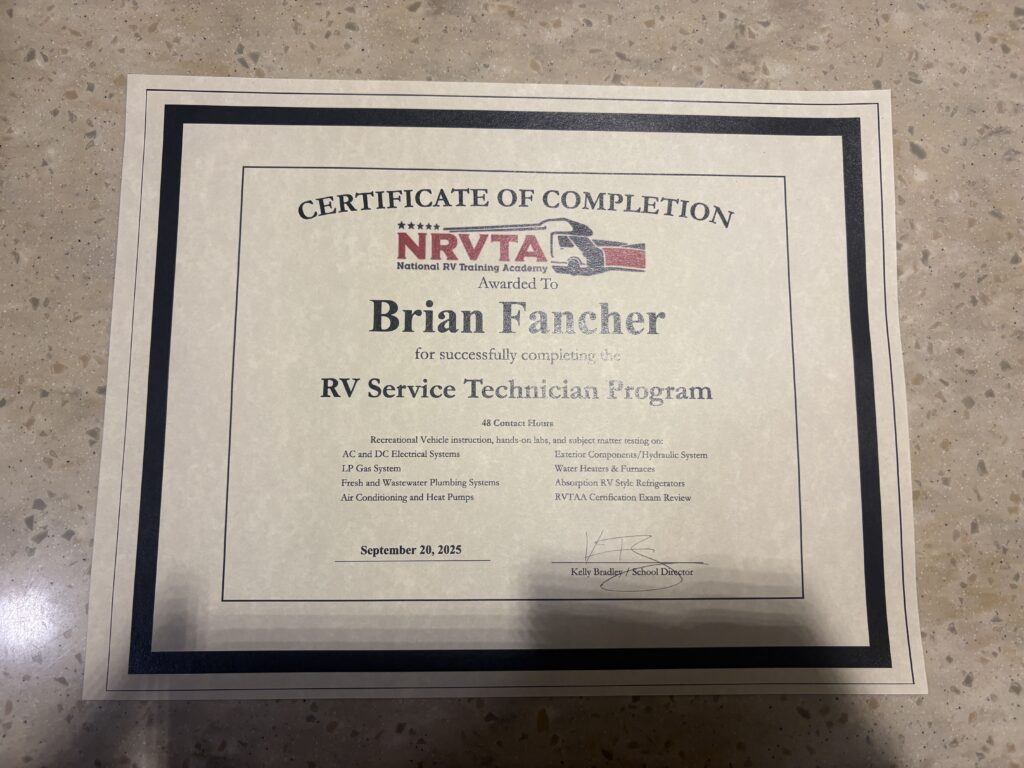 CERTIFICATE OF COMPLETION
NRVTA
National RV Training Academy
Awarded To
Brian Fancher
for successfully completing the
RV Service Technician Program
48 Contact Hours
Recreational Vehicle instruction, hands-on labs, and subject matter testing on:
AC and DC Electrical Systems
LP Gas System
Fresh and Wastewater Plumbing Systems
Air Conditioning and Heat Pumps
Exterior Components/Hydraulic System
Water Heaters & Furnaces
Absorption RV Style Refrigerators
RVTAA Certification Exam Review
September 20, 2025
Kelly Bradley / School Director